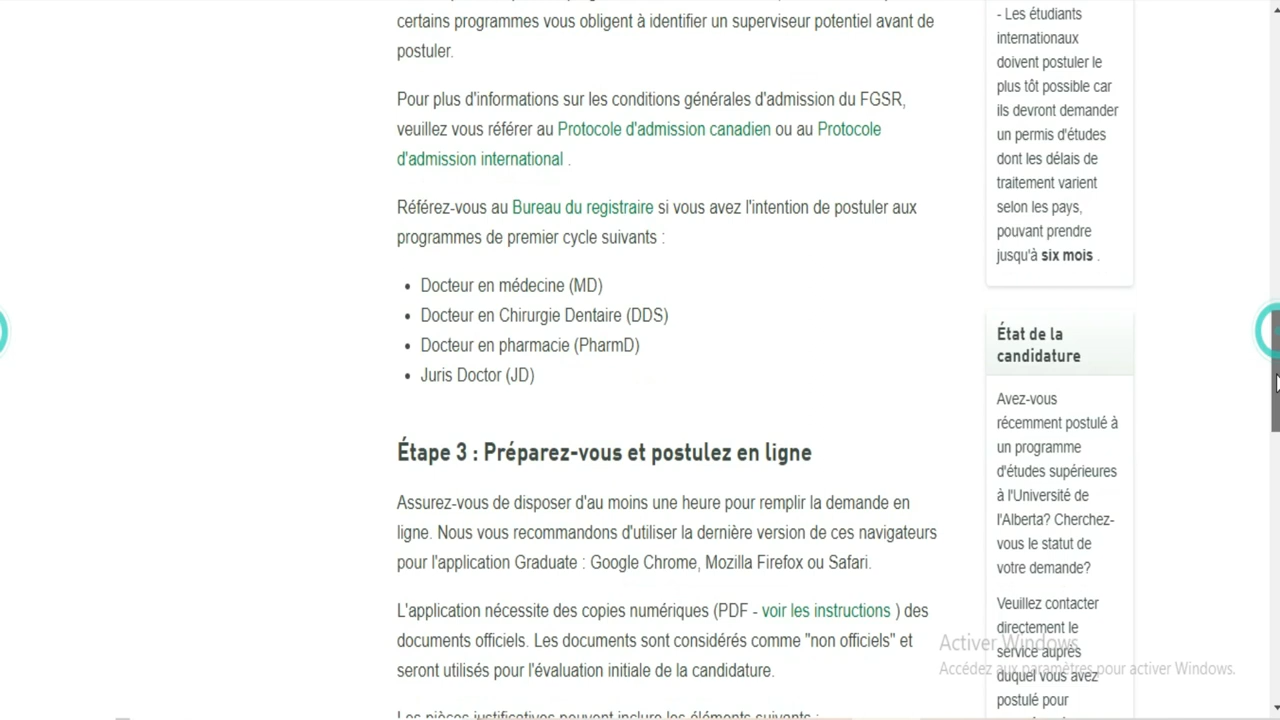 certains programmes vous obligent à identifier un superviseur potentiel avant de
postuler.
Pour plus d'informations sur les conditions générales d'admission du FGSR,
veuillez vous référer au Protocole d'admission canadien ou au Protocole
d'admission international .
Référez-vous au Bureau du registraire si vous avez l'intention de postuler aux
programmes de premier cycle suivants :
• Docteur en médecine (MD)
• Docteur en Chirurgie Dentaire (DDS)
• Docteur en pharmacie (PharmD)
• Juris Doctor (JD)
Étape 3 : Préparez-vous et postulez en ligne
Assurez-vous de disposer d'au moins une heure pour remplir la demande en
ligne. Nous vous recommandons d'utiliser la dernière version de ces navigateurs
pour l'application Graduate : Google Chrome, Mozilla Firefox ou Safari.
L'application nécessite des copies numériques (PDF - voir les instructions ) des
documents officiels. Les documents sont considérés comme "non officiels" et
seront utilisés pour l'évaluation initiale de la candidature.
Les pièces justificatives peuvent inclure les éléments suivants :
- Les étudiants
internationaux
doivent postuler le
plus tôt possible car
ils devront demander
un permis d'études
dont les délais de
traitement varient
selon les pays,
pouvant prendre
jusqu'à six mois .
État de la
candidature
Avez-vous
récemment postulé à
un programme
d'études supérieures
à l'Université de
l'Alberta? Cherchez-
vous le statut de
votre demande?
Veuillez contacter
directement le
service auprès
duquel vous avez
postulé pour
Activer Windows
Accédez aux paramètres pour activer Windows.